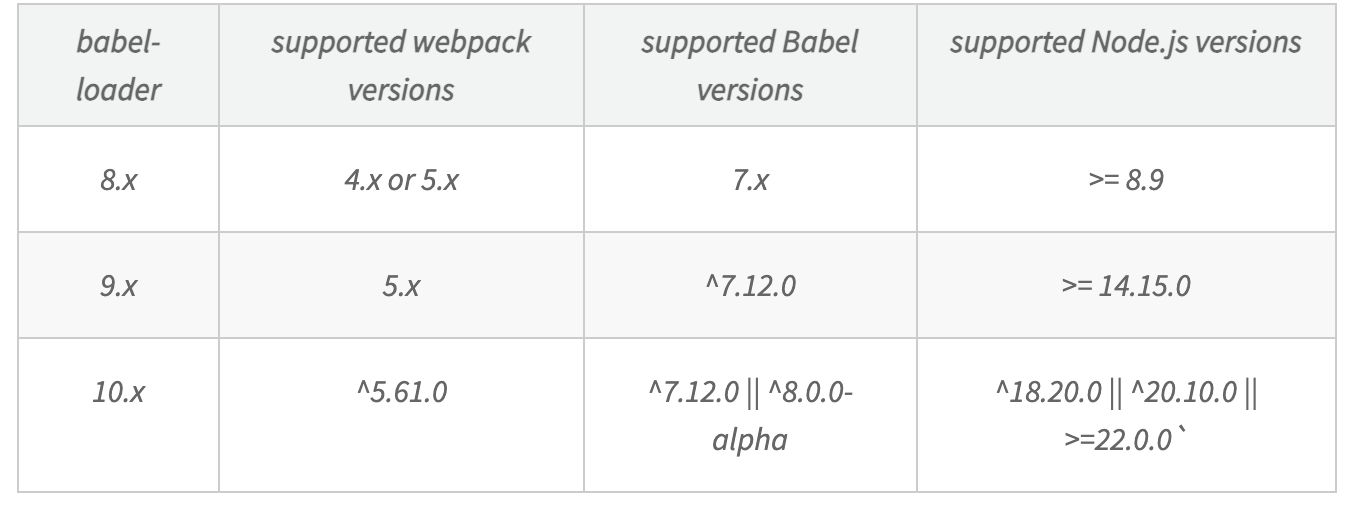 babel-
loader
supported webpack
versions
supported Babel
versions
supported Node.js versions
8.x
4.x or 5.x
7.x
>= 8.9
9.x
5.x
^7.12.0
>= 14.15.0
10.x
^5.61.0
^7.12.0 || ^8.0.0-
alpha
^18.20.0 || ^20.10.0 ||
>=22.0.0 `